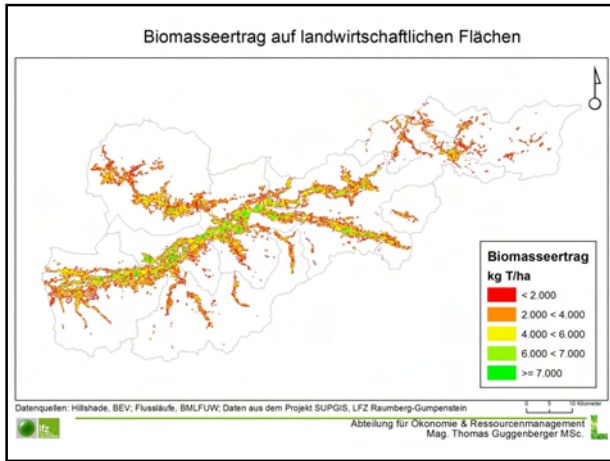 Biomasseertrag auf landwirtschaftlichen Flächen
Biomasseertrag
kg T/ha
< 2.000
2.000 < 4.000
4.000 < 6.000
6.000 < 7.000
>= 7.000
Datenquellen: Hillshade, BEV; Flussläufe, BMLFUW; Daten aus dem Projekt SUPGIS, LFZ Raumberg-Gumpenstein
0 5 10 Kilometer
lfz
Abteilung für Ökonomie & Ressourcenmanagement
Mag. Thomas Guggenberger MSc.